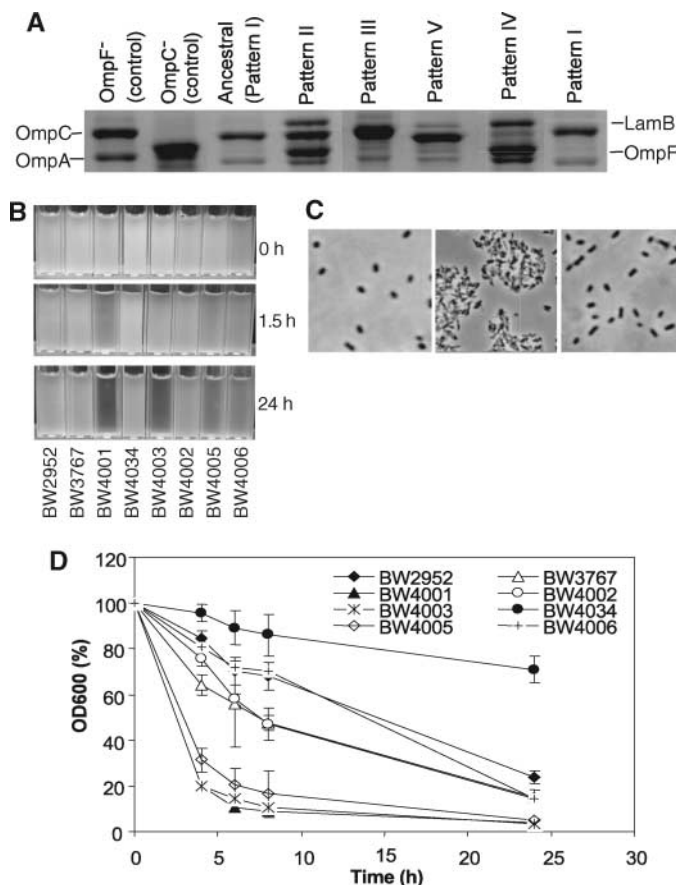 A
OmpF- (control)
OmpC- (control)
Ancestral (Pattern I)
Pattern II
Pattern III
Pattern V
Pattern IV
Pattern I
OmpC
OmpA
LamB
OmpF
B
0 h
1.5 h
24 h
BW2952
BW3767
BW4001
BW4034
BW4003
BW4002
BW4005
BW4006
C
D
120
100
80
60
40
20
0
OD600 (%)
0
5
10
15
20
25
30
Time (h)
BW2952
BW3767
BW4001
BW4002
BW4003
BW4034
BW4005
BW4006